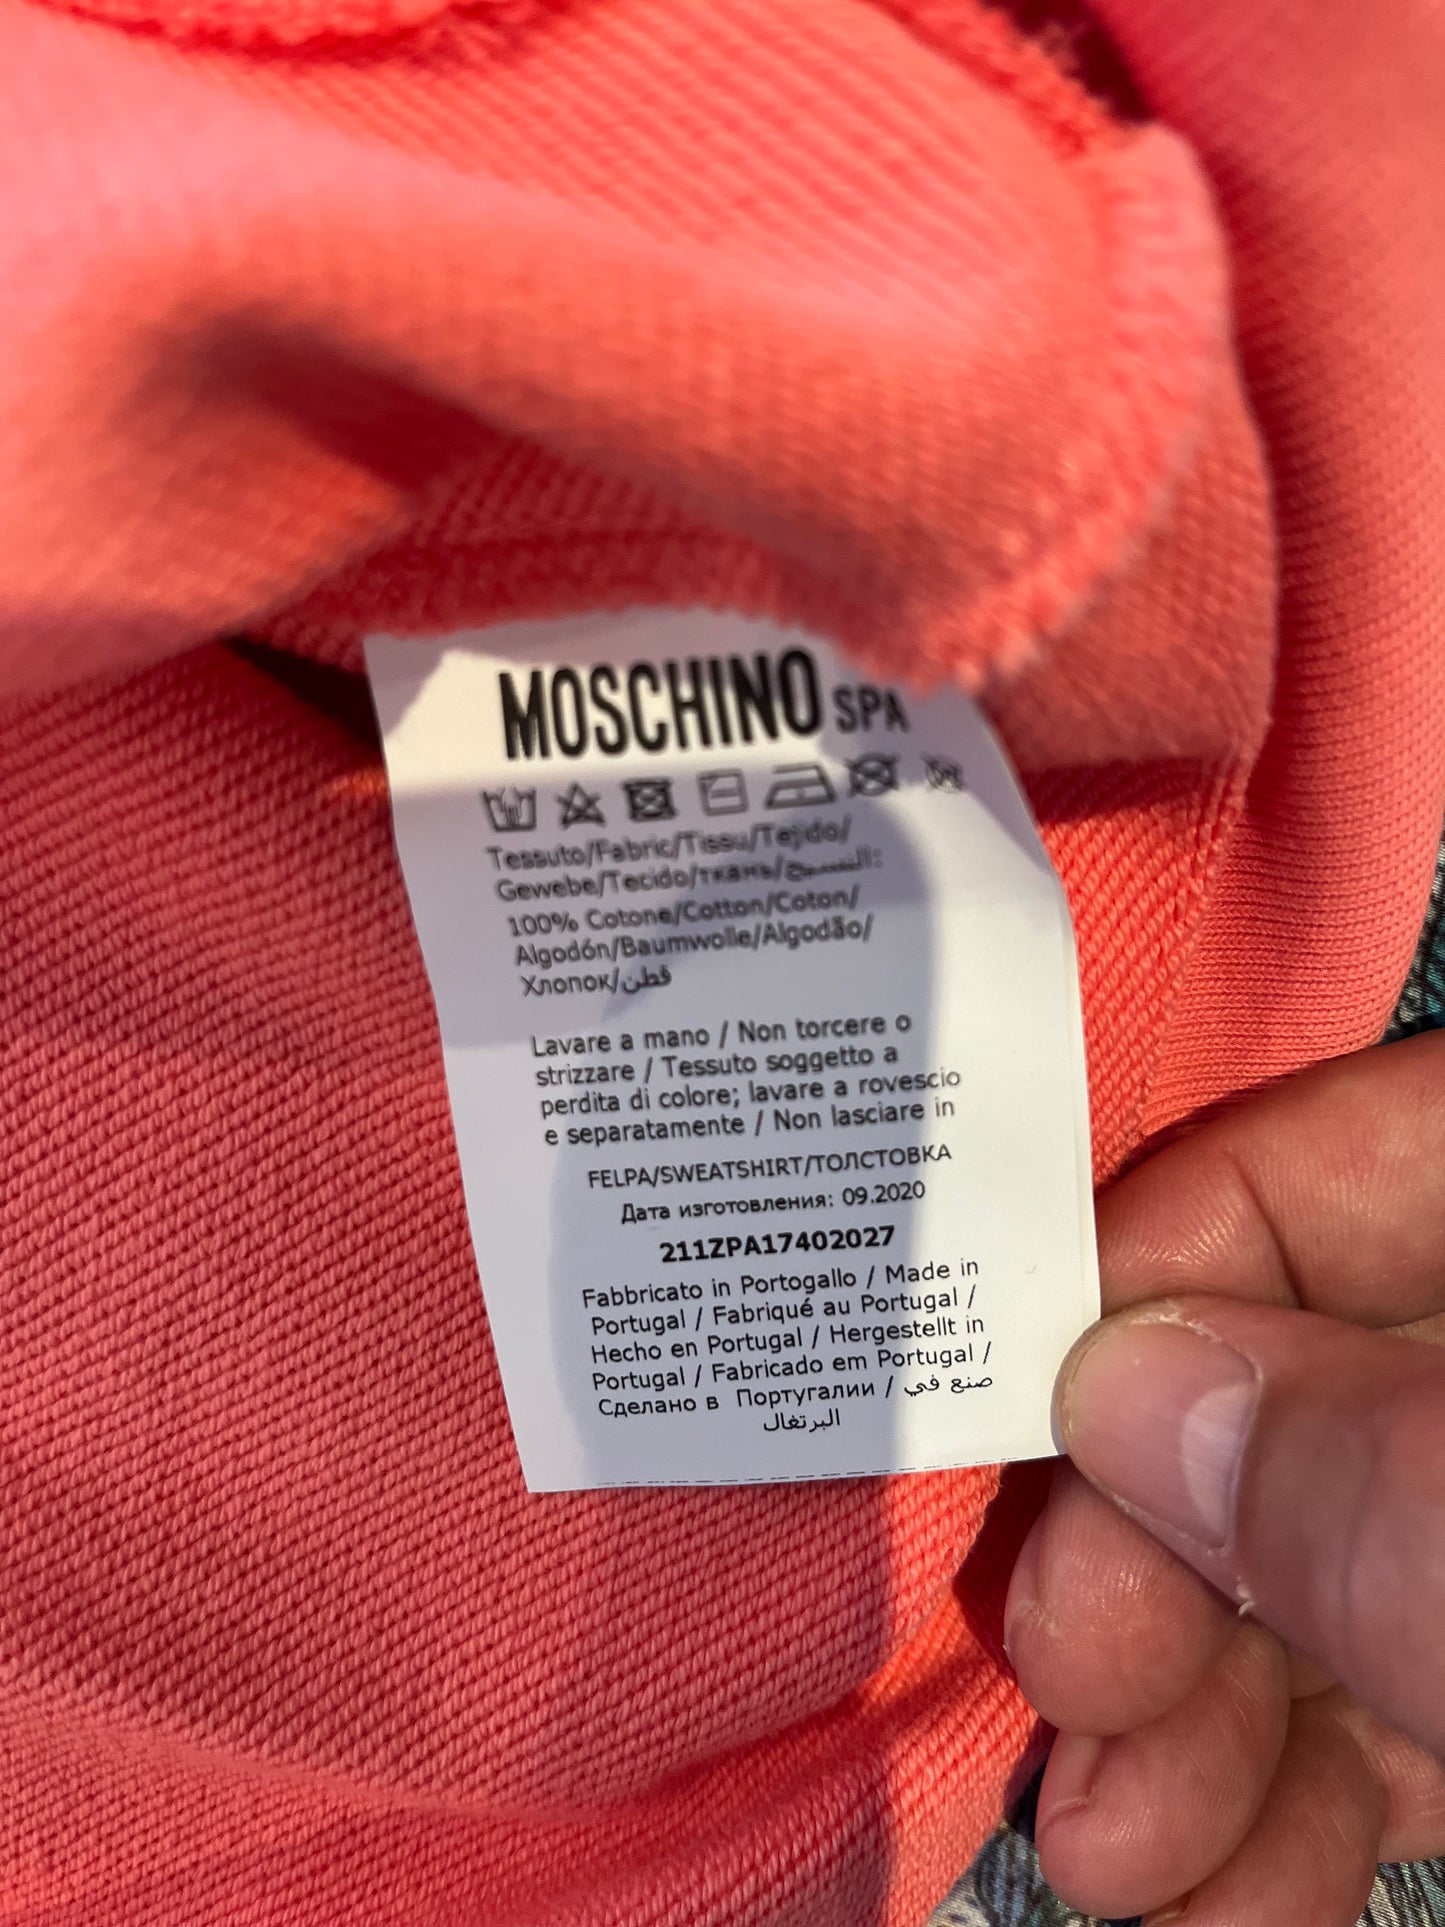 MOSCHINO SPA
Tessuto/Fabric/Tissu/Tejido/
Gewebe/Tecido/ткань/النسيج:
100% Cotone/Cotton/Coton/
Algodón/Baumwolle/Algodão/
Хлопок/قطن
Lavare a mano / Non torcere o
strizzare / Tessuto soggetto a
perdita di colore; lavare a rovescio
e separatamente / Non lasciare in
FELPA/SWEATSHIRT/ТОЛСТОВКА
Дата изготовления: 09.2020
211ZPA17402027
Fabbricato in Portogallo / Made in
Portugal / Fabriqué au Portugal /
Hecho en Portugal / Hergestellt in
Portugal / Fabricado em Portugal /
Сделано в Португалии / صنع في
البرتغال